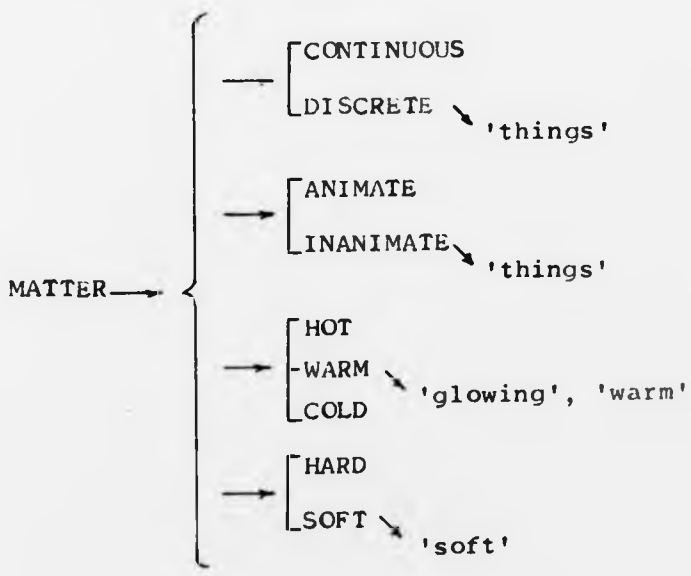 CONTINUOUS
DISCRETE
'things'
ANIMATE
INANIMATE
'things'
MATTER
HOT
WARM
'glowing', 'warm'
COLD
HARD
SOFT
'soft'